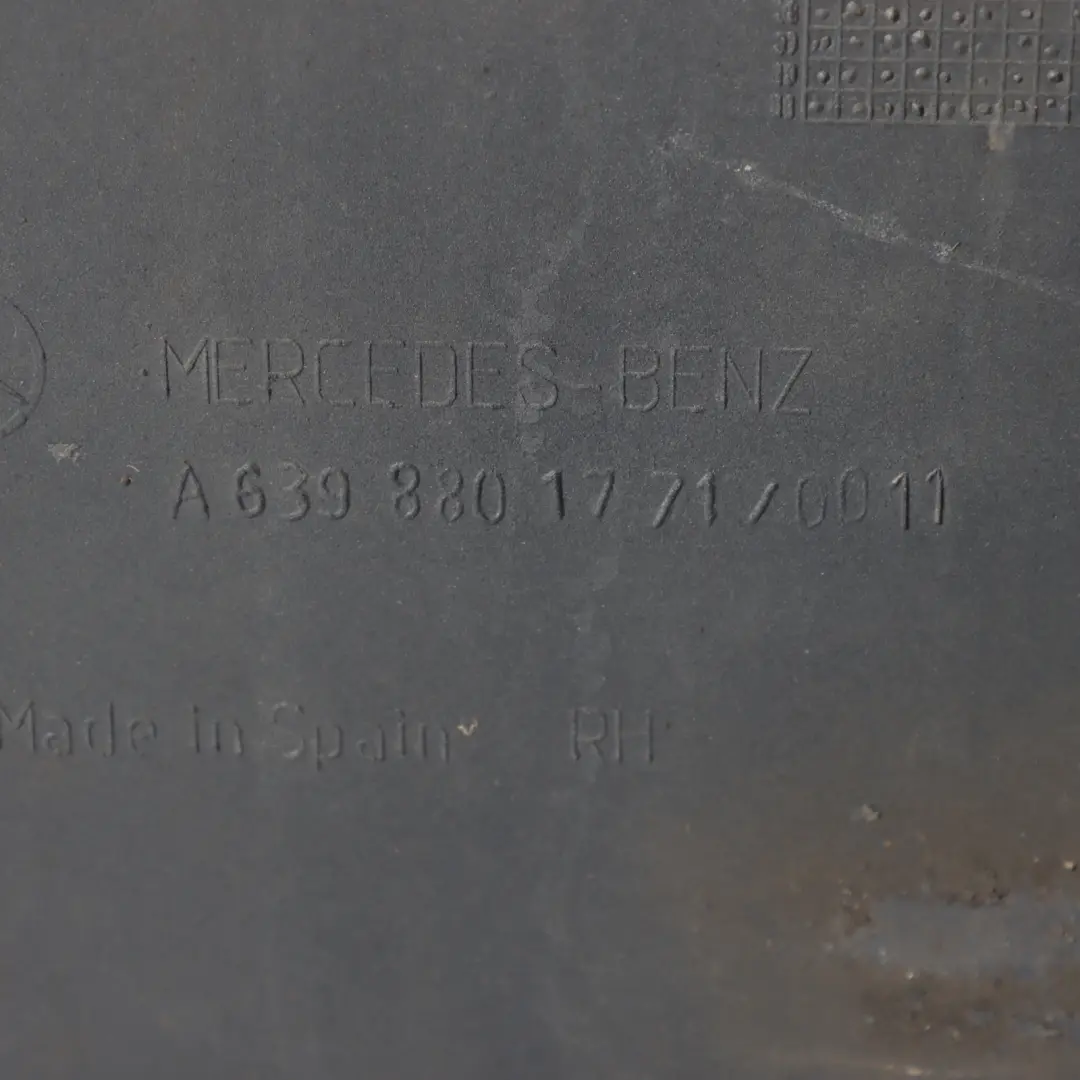 MERCEDES-BENZ
A 639 880 17 71/0011
Made in Spain RH